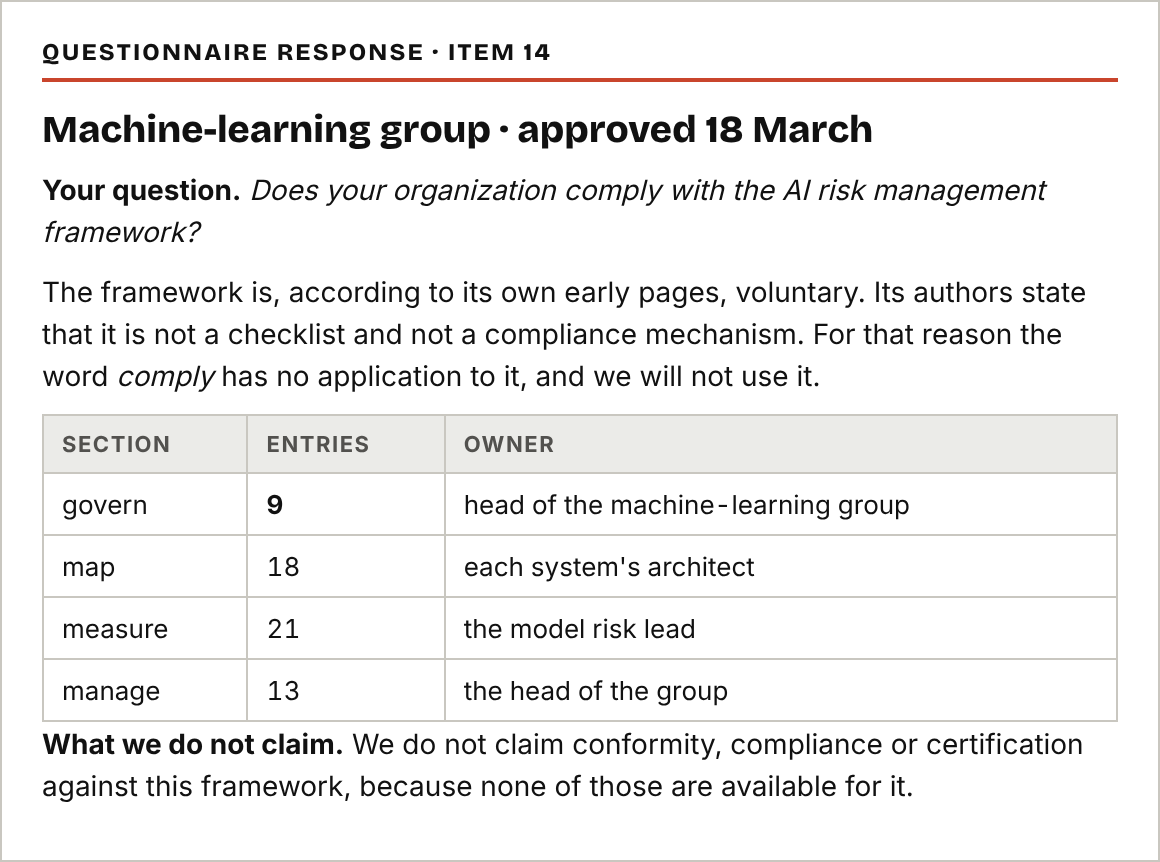 QUESTIONNAIRE RESPONSE · ITEM 14
Machine-learning group · approved 18 March
Your question. Does your organization comply with the AI risk management
framework?
The framework is, according to its own early pages, voluntary. Its authors state
that it is not a checklist and not a compliance mechanism. For that reason the
word comply has no application to it, and we will not use it.
SECTION ENTRIES OWNER
govern 9 head of the machine-learning group
map 18 each system's architect
measure 21 the model risk lead
manage 13 the head of the group
What we do not claim. We do not claim conformity, compliance or certification
against this framework, because none of those are available for it.